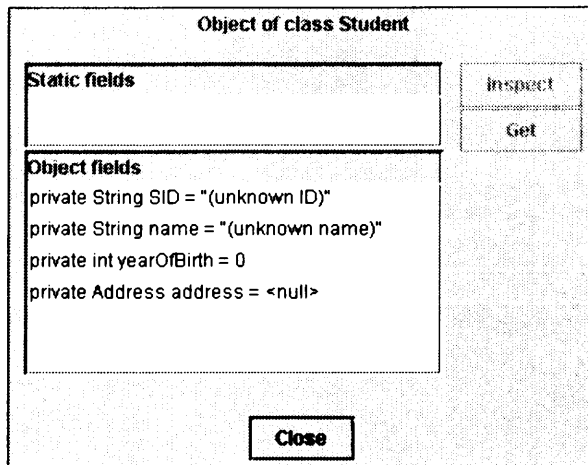 Object of class Student
Static fields
Inspect
Get
Object fields
private String SID = "(unknown ID)"
private String name = "(unknown name)"
private int yearOfBirth = 0
private Address address = <null>
Close